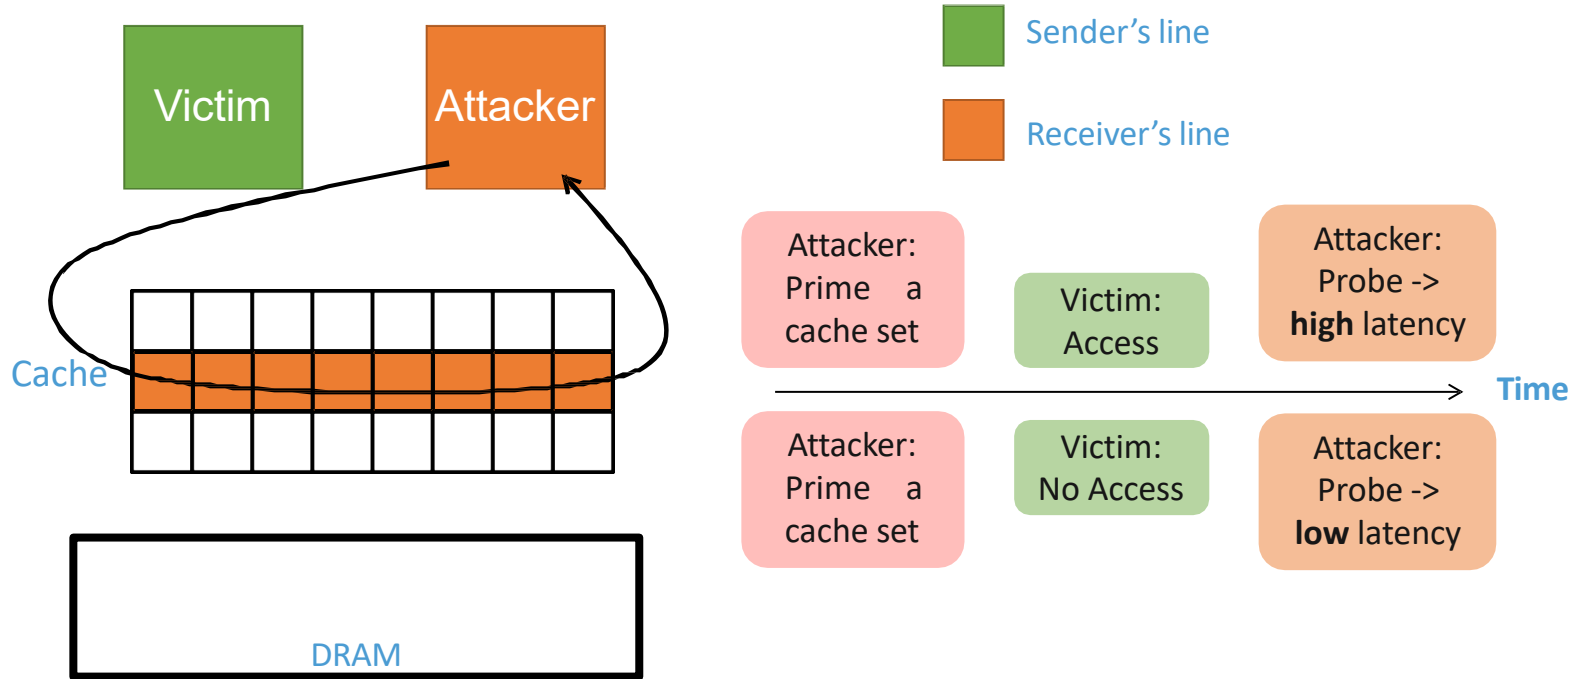 Victim
Attacker
Sender’s line
Receiver’s line
Cache
DRAM
Attacker:
Prime a
cache set
Victim:
Access
Attacker:
Probe ->
high latency
Time
Attacker:
Prime a
cache set
Victim:
No Access
Attacker:
Probe ->
low latency